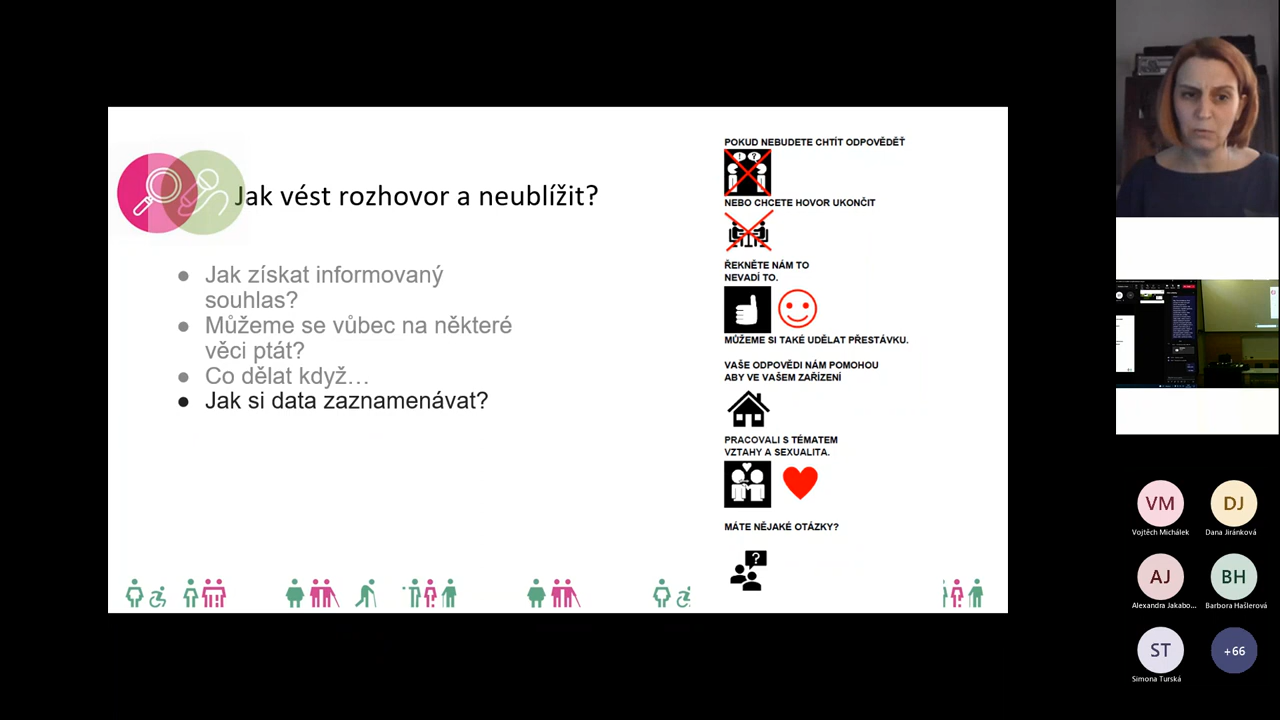 Jak vést rozhovor a neublížit?
● Jak získat informovaný
souhlas?
● Můžeme se vůbec na některé
věci ptát?
● Co dělat když…
● Jak si data zaznamenávat?
POKUD NEBUDETE CHTÍT ODPOVĚDĚŤ
NEBO CHCETE HOVOR UKONČIT
ŘEKNĚTE NÁM TO
NEVADÍ TO.
MŮŽEME SI TAKÉ UDĚLAT PŘESTÁVKU.
VAŠE ODPOVĚDI NÁM POMOHOU
ABY VE VAŠEM ZAŘÍZENÍ
PRACOVALI S TÉMATEM
VZTAHY A SEXUALITA.
MÁTE NĚJAKÉ OTÁZKY?
VM
Vojtěch Michálek
DJ
Dana Jiránková
AJ
Alexandra Jakabo...
BH
Barbora Hašlerová
ST
Simona Turská
+66